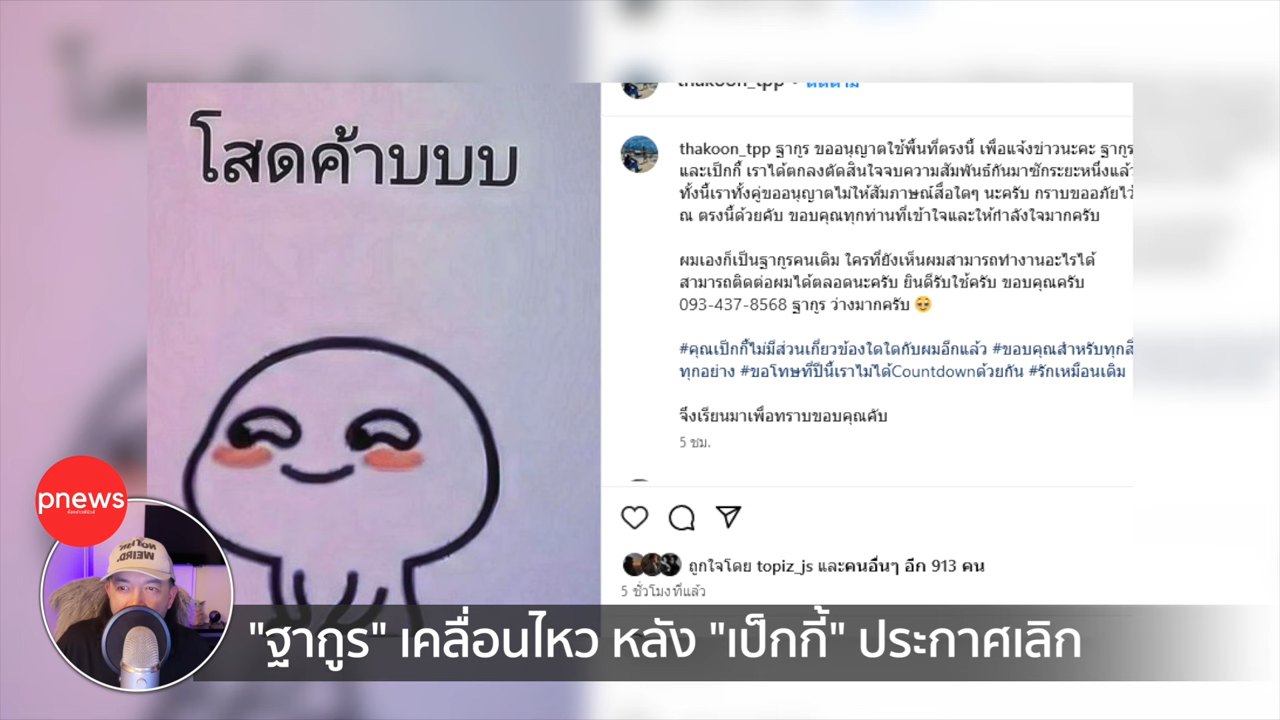 โสดค้าบบบ
thakoon_tpp • ติดตาม
thakoon_tpp ฐากูร ขออนุญาตใช้พื้นที่ตรงนี้ เพื่อแจ้งข่าวนะคะ ฐากูร
และเป็กกี้ เราได้ตกลงตัดสินใจจบความสัมพันธ์กันมาซักระยะหนึ่งแล้ว
ทั้งนี้เราทั้งคู่ขออนุญาตไม่ให้สัมภาษณ์สื่อใดๆ นะครับ กราบขออภัยไว้
ณ ตรงนี้ด้วยคับ ขอบคุณทุกท่านที่เข้าใจและให้กำลังใจมากครับ
ผมเองก็เป็นฐากูรคนเดิม ใครที่ยังเห็นผมสามารถทำงานอะไรได้
สามารถติดต่อผมได้ตลอดนะครับ ยินดีรับใช้ครับ ขอบคุณครับ
093-437-8568 ฐากูร ว่างมากครับ 🥹
#คุณเป็กกี้ไม่มีส่วนเกี่ยวข้องใดใดกับผมอีกแล้ว #ขอบคุณสำหรับทุกสิ่
ทุกอย่าง #ขอโทษที่ปีนี้เราไม่ได้Countdownด้วยกัน #รักเหมือนเดิม
จึงเรียนมาเพื่อทราบขอบคุณคับ
5 ชม.
ถูกใจโดย topiz_js และคนอื่นๆ อีก 913 คน
5 ชั่วโมงที่แล้ว
pnews
NOTHIN'
WEIRD.
"ฐากูร" เคลื่อนไหว หลัง "เป็กกี้" ประกาศเลิก